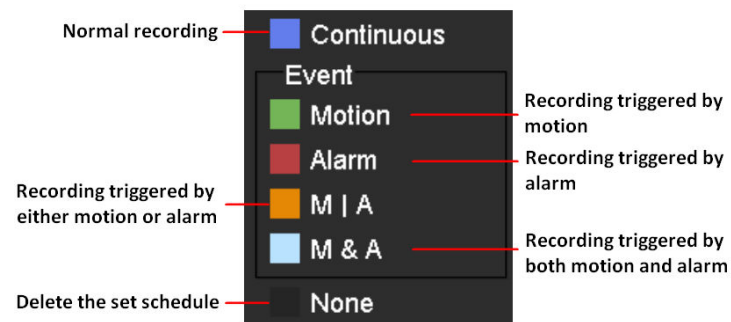 Normal recording
Continuous
Event
Motion
Recording triggered by
motion
Alarm
Recording triggered by
alarm
Recording triggered by
either motion or alarm
M | A
M & A
Recording triggered by
both motion and alarm
Delete the set schedule
None